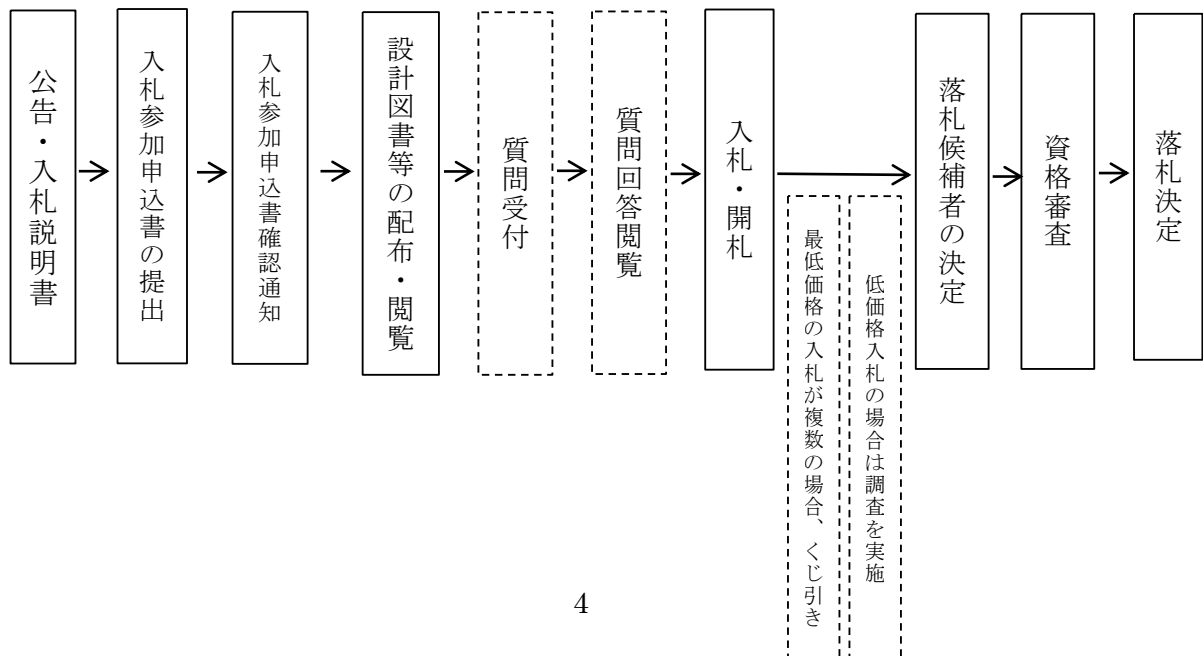 公告・入札説明書
入札参加申込書の提出
入札参加申込書確認通知
設計図書等の配布・閲覧
質問受付
質問回答閲覧
入札・開札
最低価格の入札が複数の場合、くじ引き
低価格入札の場合は調査を実施
落札候補者の決定
資格審査
落札決定
4